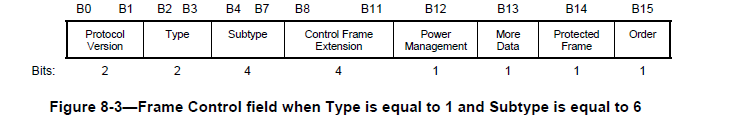 B0 B1 B2 B3 B4 B7 B8 B11 B12 B13 B14 B15
Protocol Version Type Subtype Control Frame Extension Power Management More Data Protected Frame Order
Bits: 2 2 4 4 1 1 1 1
Figure 8-3—Frame Control field when Type is equal to 1 and Subtype is equal to 6